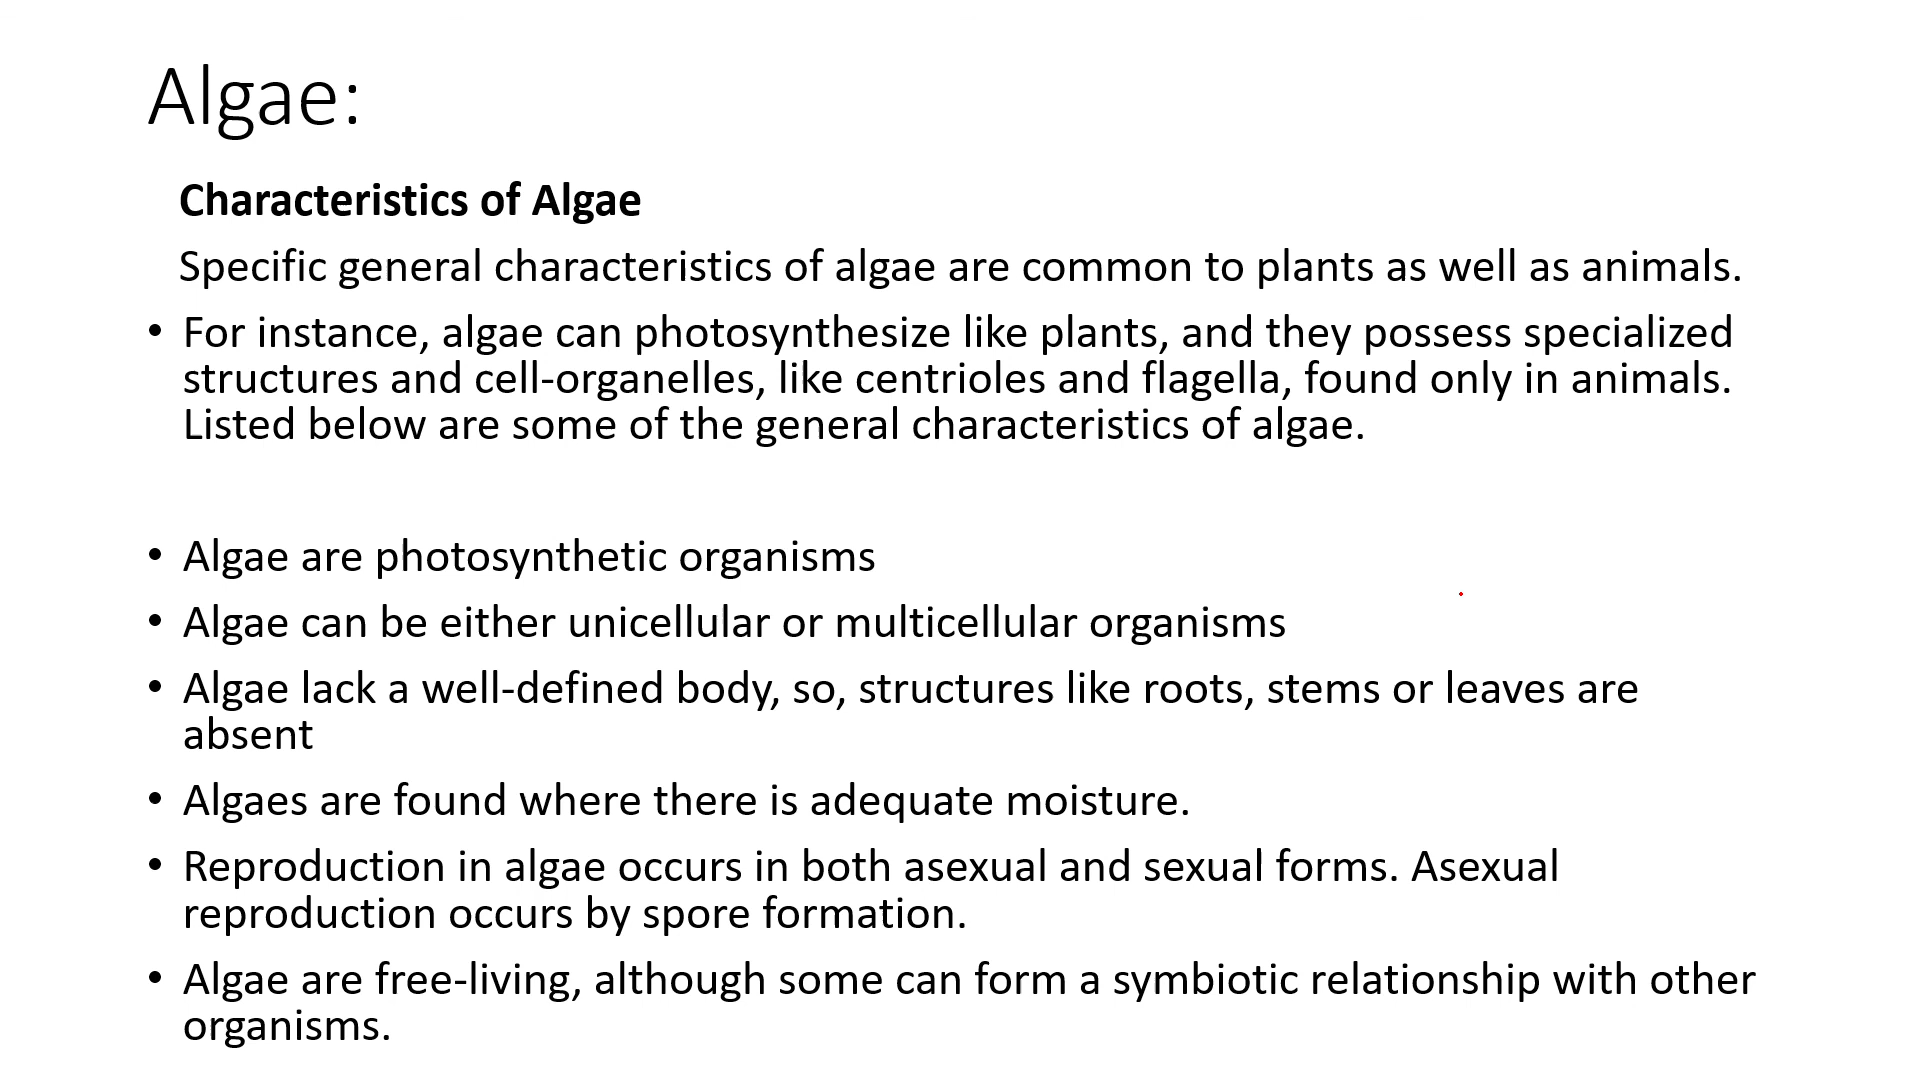 Algae:
Characteristics of Algae
Specific general characteristics of algae are common to plants as well as animals.
• For instance, algae can photosynthesize like plants, and they possess specialized
structures and cell-organelles, like centrioles and flagella, found only in animals.
Listed below are some of the general characteristics of algae.
• Algae are photosynthetic organisms
• Algae can be either unicellular or multicellular organisms
• Algae lack a well-defined body, so, structures like roots, stems or leaves are
absent
• Algaes are found where there is adequate moisture.
• Reproduction in algae occurs in both asexual and sexual forms. Asexual
reproduction occurs by spore formation.
• Algae are free-living, although some can form a symbiotic relationship with other
organisms.